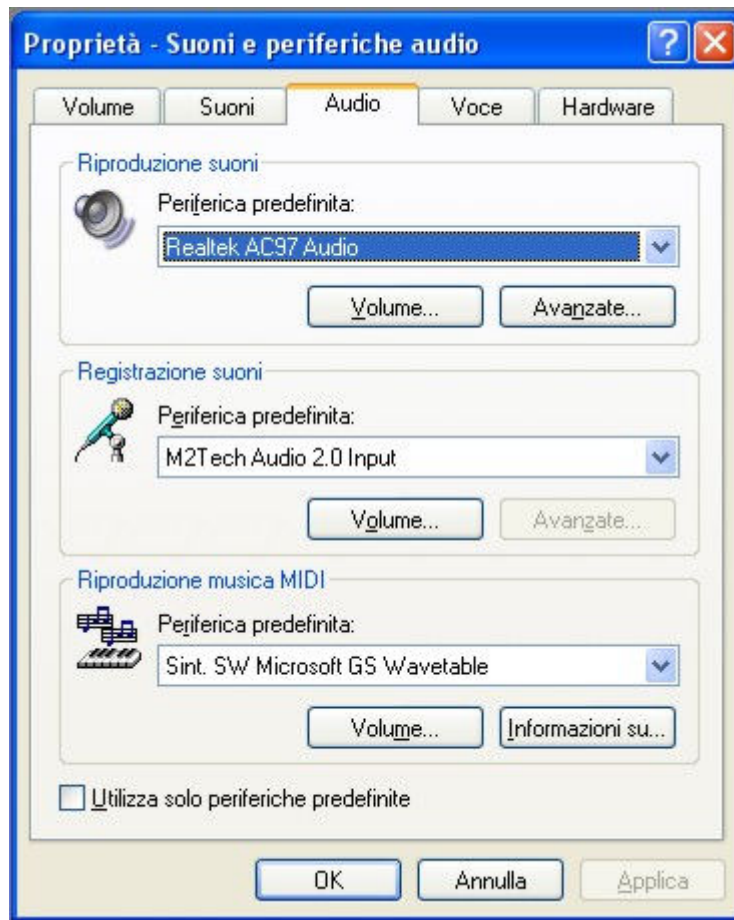 Proprietà - Suoni e periferiche audio
Volume Suoni Audio Voce Hardware
Riproduzione suoni
Periferica predefinita:
Realtek AC97 Audio
Volume... Avanzate...
Registrazione suoni
Periferica predefinita:
M2Tech Audio 2.0 Input
Volume... Avanzate...
Riproduzione musica MIDI
Periferica predefinita:
Sint. SW Microsoft GS Wavetable
Volume... Informazioni su...
Utilizza solo periferiche predefinite
OK Annulla Applica